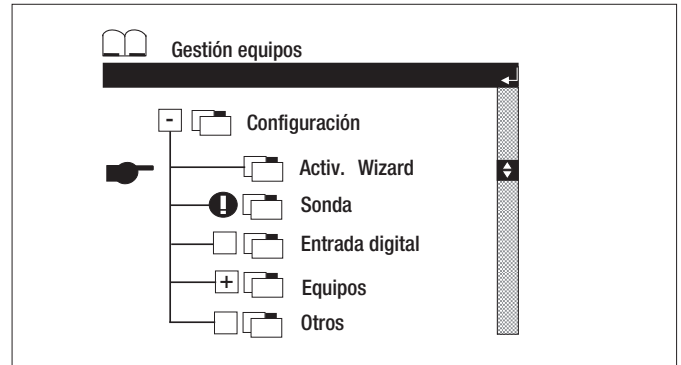 Gestión equipos
- Configuración
Activ. Wizard
! Sonda
Entrada digital
+ Equipos
Otros